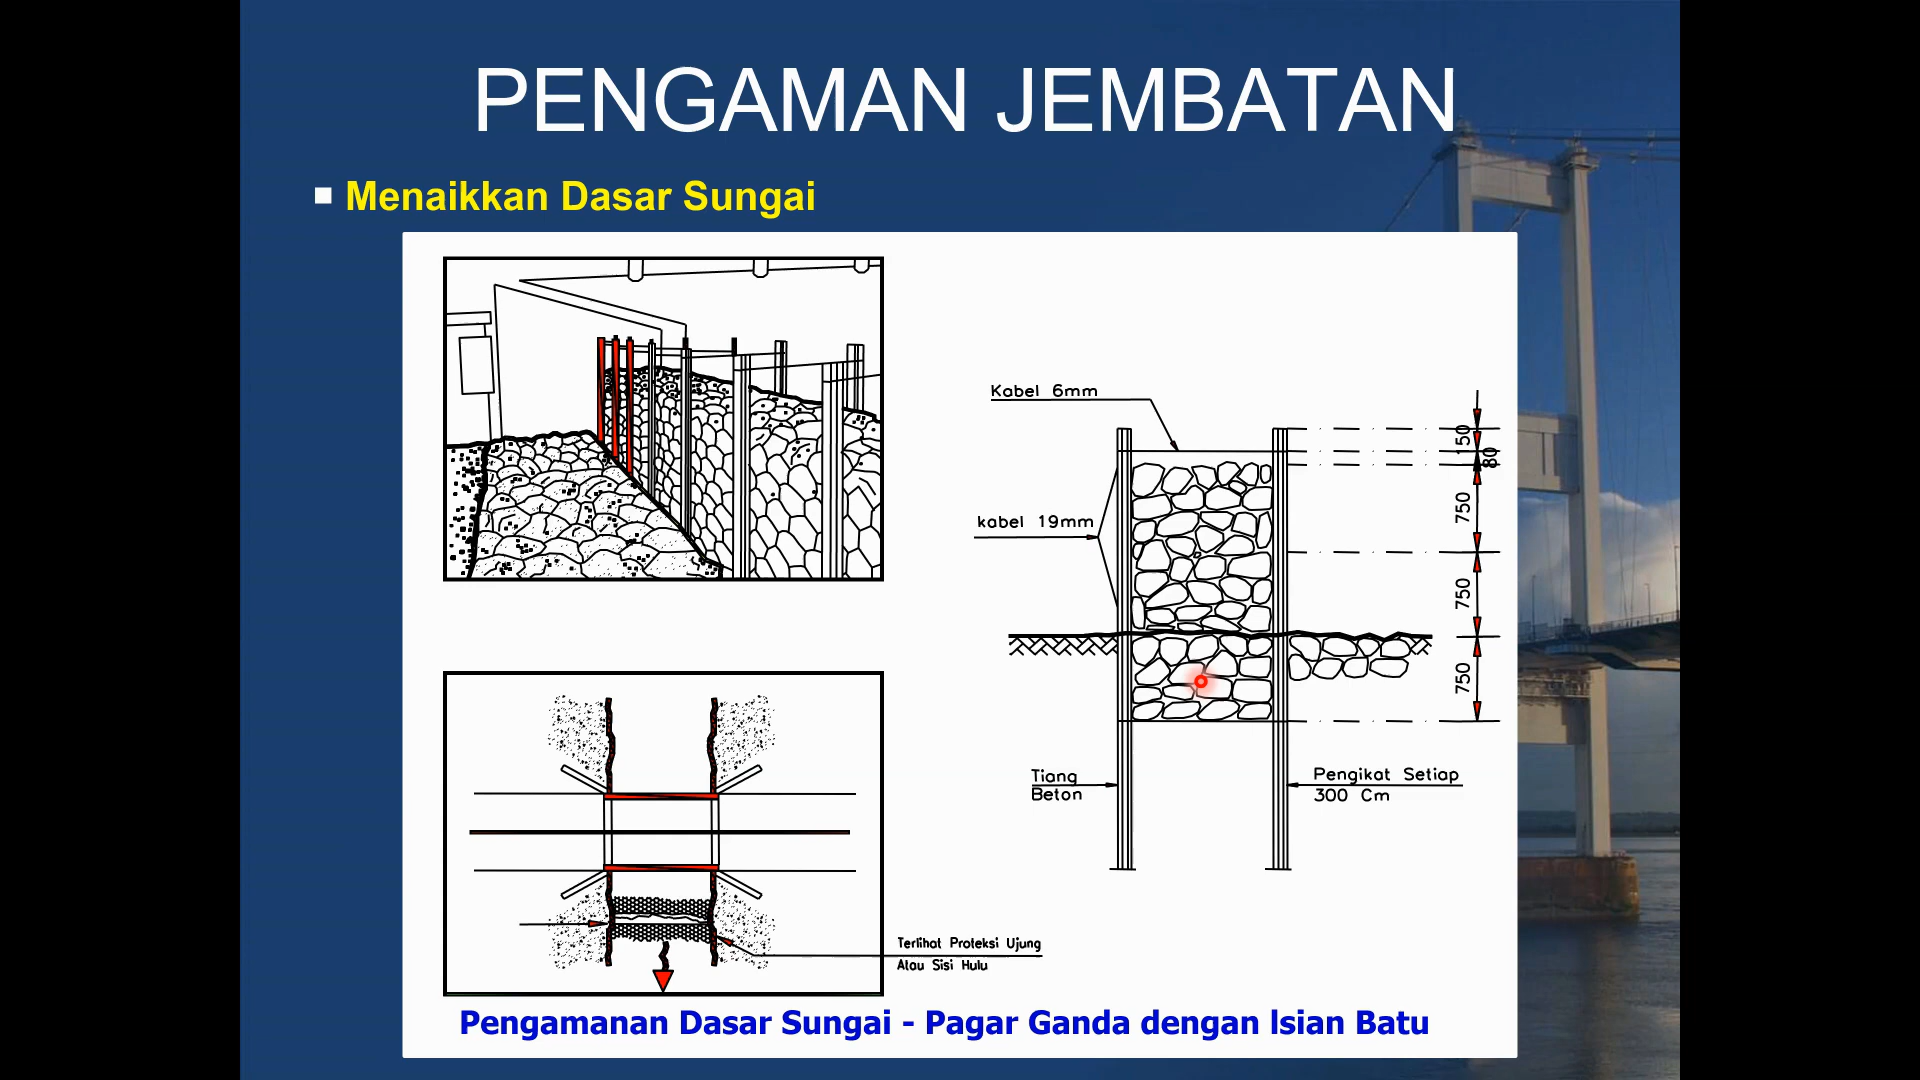 PENGAMAN JEMBATAN
Menaikkan Dasar Sungai
Kabel 6mm
kabel 19mm
150
80
750
750
750
Tiang
Beton
Pengikat Setiap
300 Cm
Terlihat Proteksi Ujung
Atau Sisi Hulu
Pengamanan Dasar Sungai - Pagar Ganda dengan Isian Batu